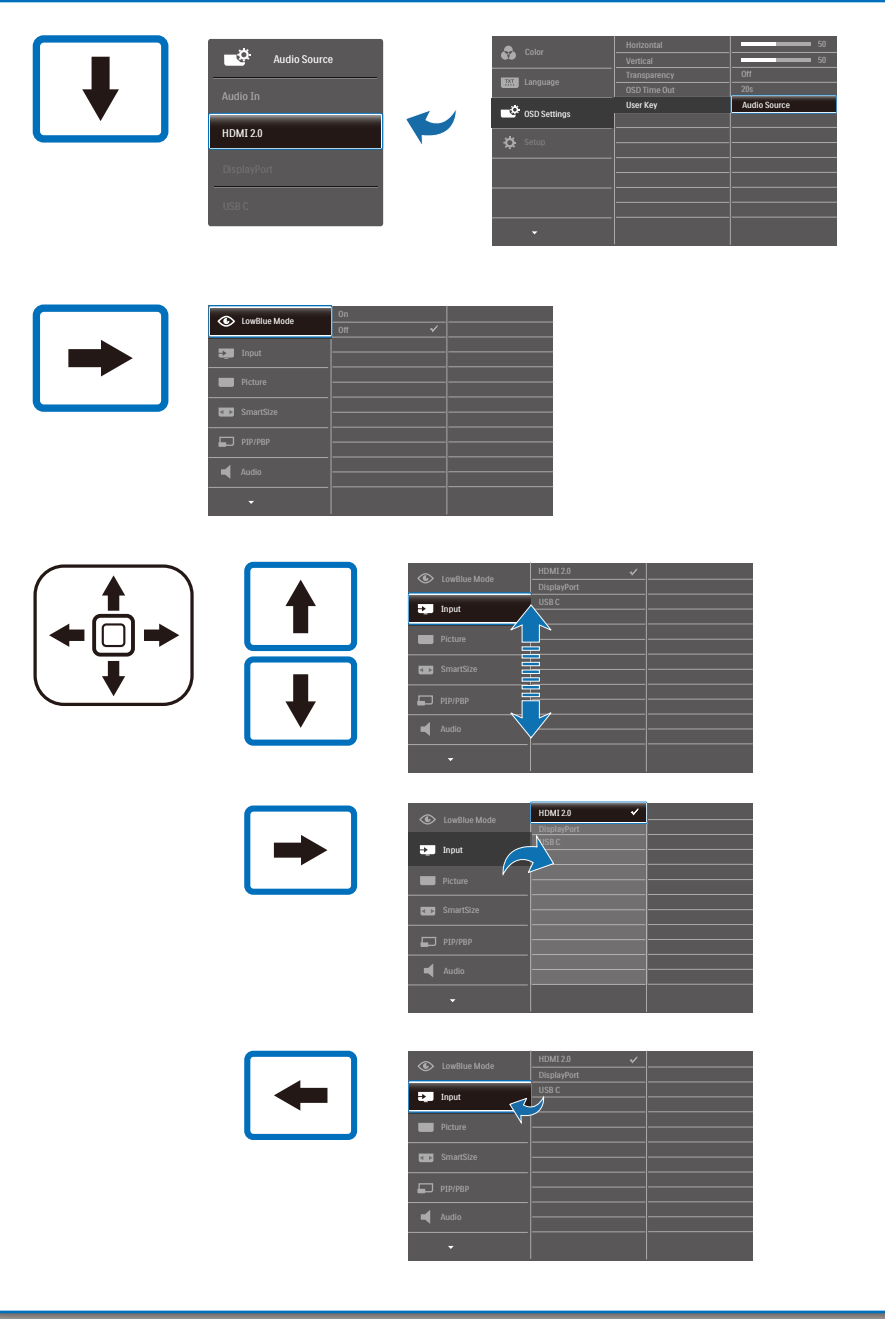 Audio Source
Audio In
HDMI 2.0
DisplayPort
USB C
Color
Language
OSD Settings
Setup
Horizontal 50
Vertical 50
Transparency Off
OSD Time Out 20s
User Key Audio Source
TXT
LowBlue Mode
Input
Picture
SmartSize
PIP/PBP
Audio
On
Off
LowBlue Mode
Input
Picture
SmartSize
PIP/PBP
Audio
HDMI 2.0
DisplayPort
USB C
LowBlue Mode
Input
Picture
SmartSize
PIP/PBP
Audio
HDMI 2.0
DisplayPort
USB C
LowBlue Mode
Input
Picture
SmartSize
PIP/PBP
Audio
HDMI 2.0
DisplayPort
USB C